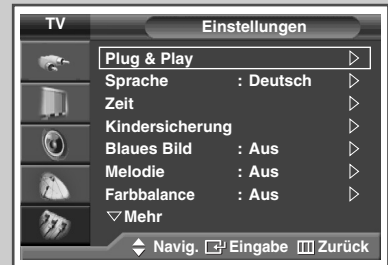 TV Einstellungen
Plug & Play
Sprache : Deutsch
Zeit
Kindersicherung
Blaues Bild : Aus
Melodie : Aus
Farbbalance : Aus
Mehr
Navig. Eingabe Zurück